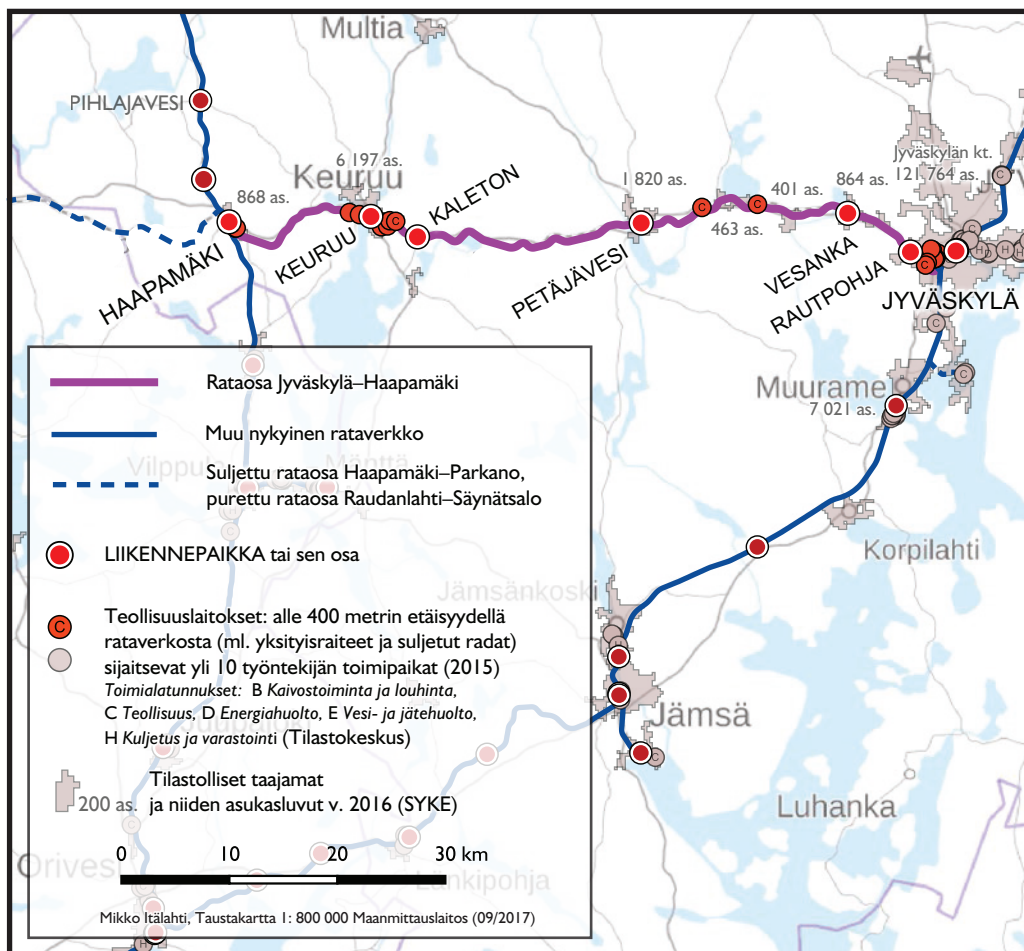 Multia
PIHLAJAVESI
6 197 as.
Keuruu
868 as.
KALETON
1 820 as.
401 as.
864 as.
463 as.
Jyväskylän kt.
121 764 as.
HAAPAMÄKI
KEURUU
PETÄJÄVESI
VESANKA
RAUTPOHJA
JYVÄSKYLÄ
Muurame
7 021 as.
Korpilahti
Jämsänkoski
Jämsä
Luhanka
Vilppula
Mänttä
Orivesi
Länkipohja
Rataosa Jyväskylä–Haapamäki
Muu nykyinen rataverkko
Suljettu rataosa Haapamäki–Parkano,
purettu rataosa Raudanlahti–Säynätsalo
LIIKENNEPAIKKA tai sen osa
Teollisuuslaitokset: alle 400 metrin etäisyydellä
rataverkosta (ml. yksityisraiteet ja suljetut radat)
sijaitsevat yli 10 työntekijän toimipaikat (2015)
Toimialatunnukset: B Kaivostoiminta ja louhinta,
C Teollisuus, D Energiahuolto, E Vesi- ja jätehuolto,
H Kuljetus ja varastointi (Tilastokeskus)
Tilastolliset taajamat
200 as. ja niiden asukasluvut v. 2016 (SYKE)
0 10 20 30 km
Mikko Itälahti, Taustakartta 1: 800 000 Maanmittauslaitos (09/2017)